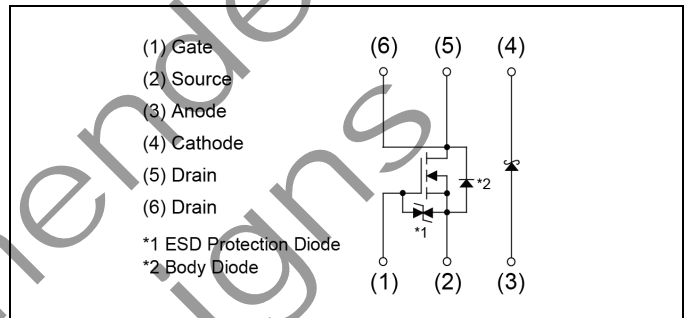 (1) Gate
(2) Source
(3) Anode
(4) Cathode
(5) Drain
(6) Drain
*1 ESD Protection Diode
*2 Body Diode
(6) (5) (4)
*2
*1
(1) (2) (3)